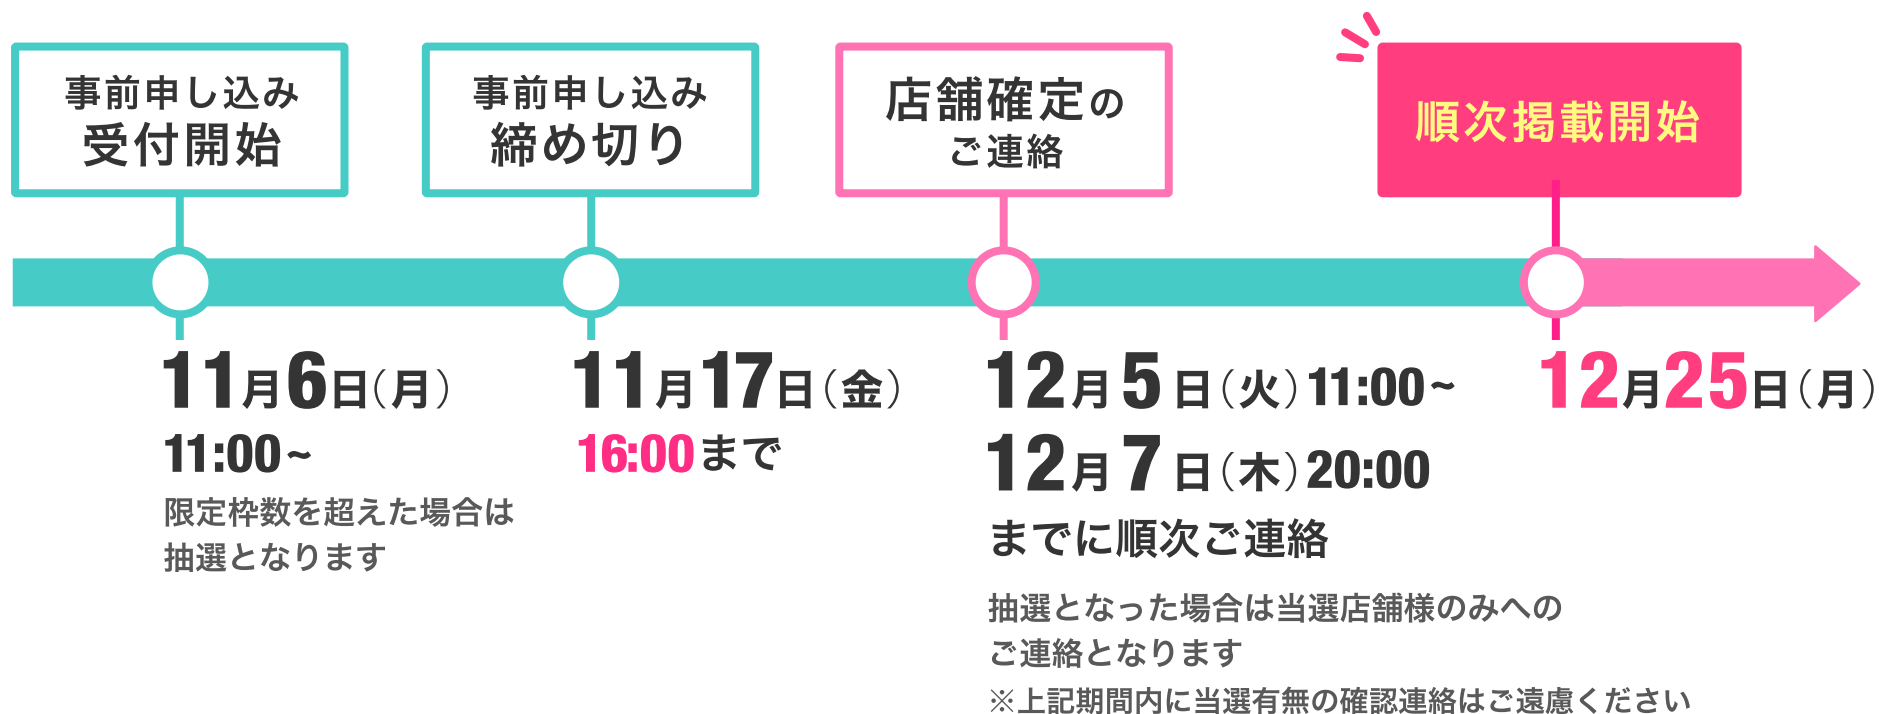 事前申し込み
受付開始
11月6日（月）
11:00~
限定枠数を超えた場合は
抽選となります
事前申し込み
締め切り
11月17日（金）
16:00まで
店舗確定の
ご連絡
12月5日（火）11:00~
12月7日（木）20:00
までに順次ご連絡
抽選となった場合は当選店舗様のみへの
ご連絡となります
※上記期間内に当選有無の確認連絡はご遠慮ください
順次掲載開始
12月25日（月）